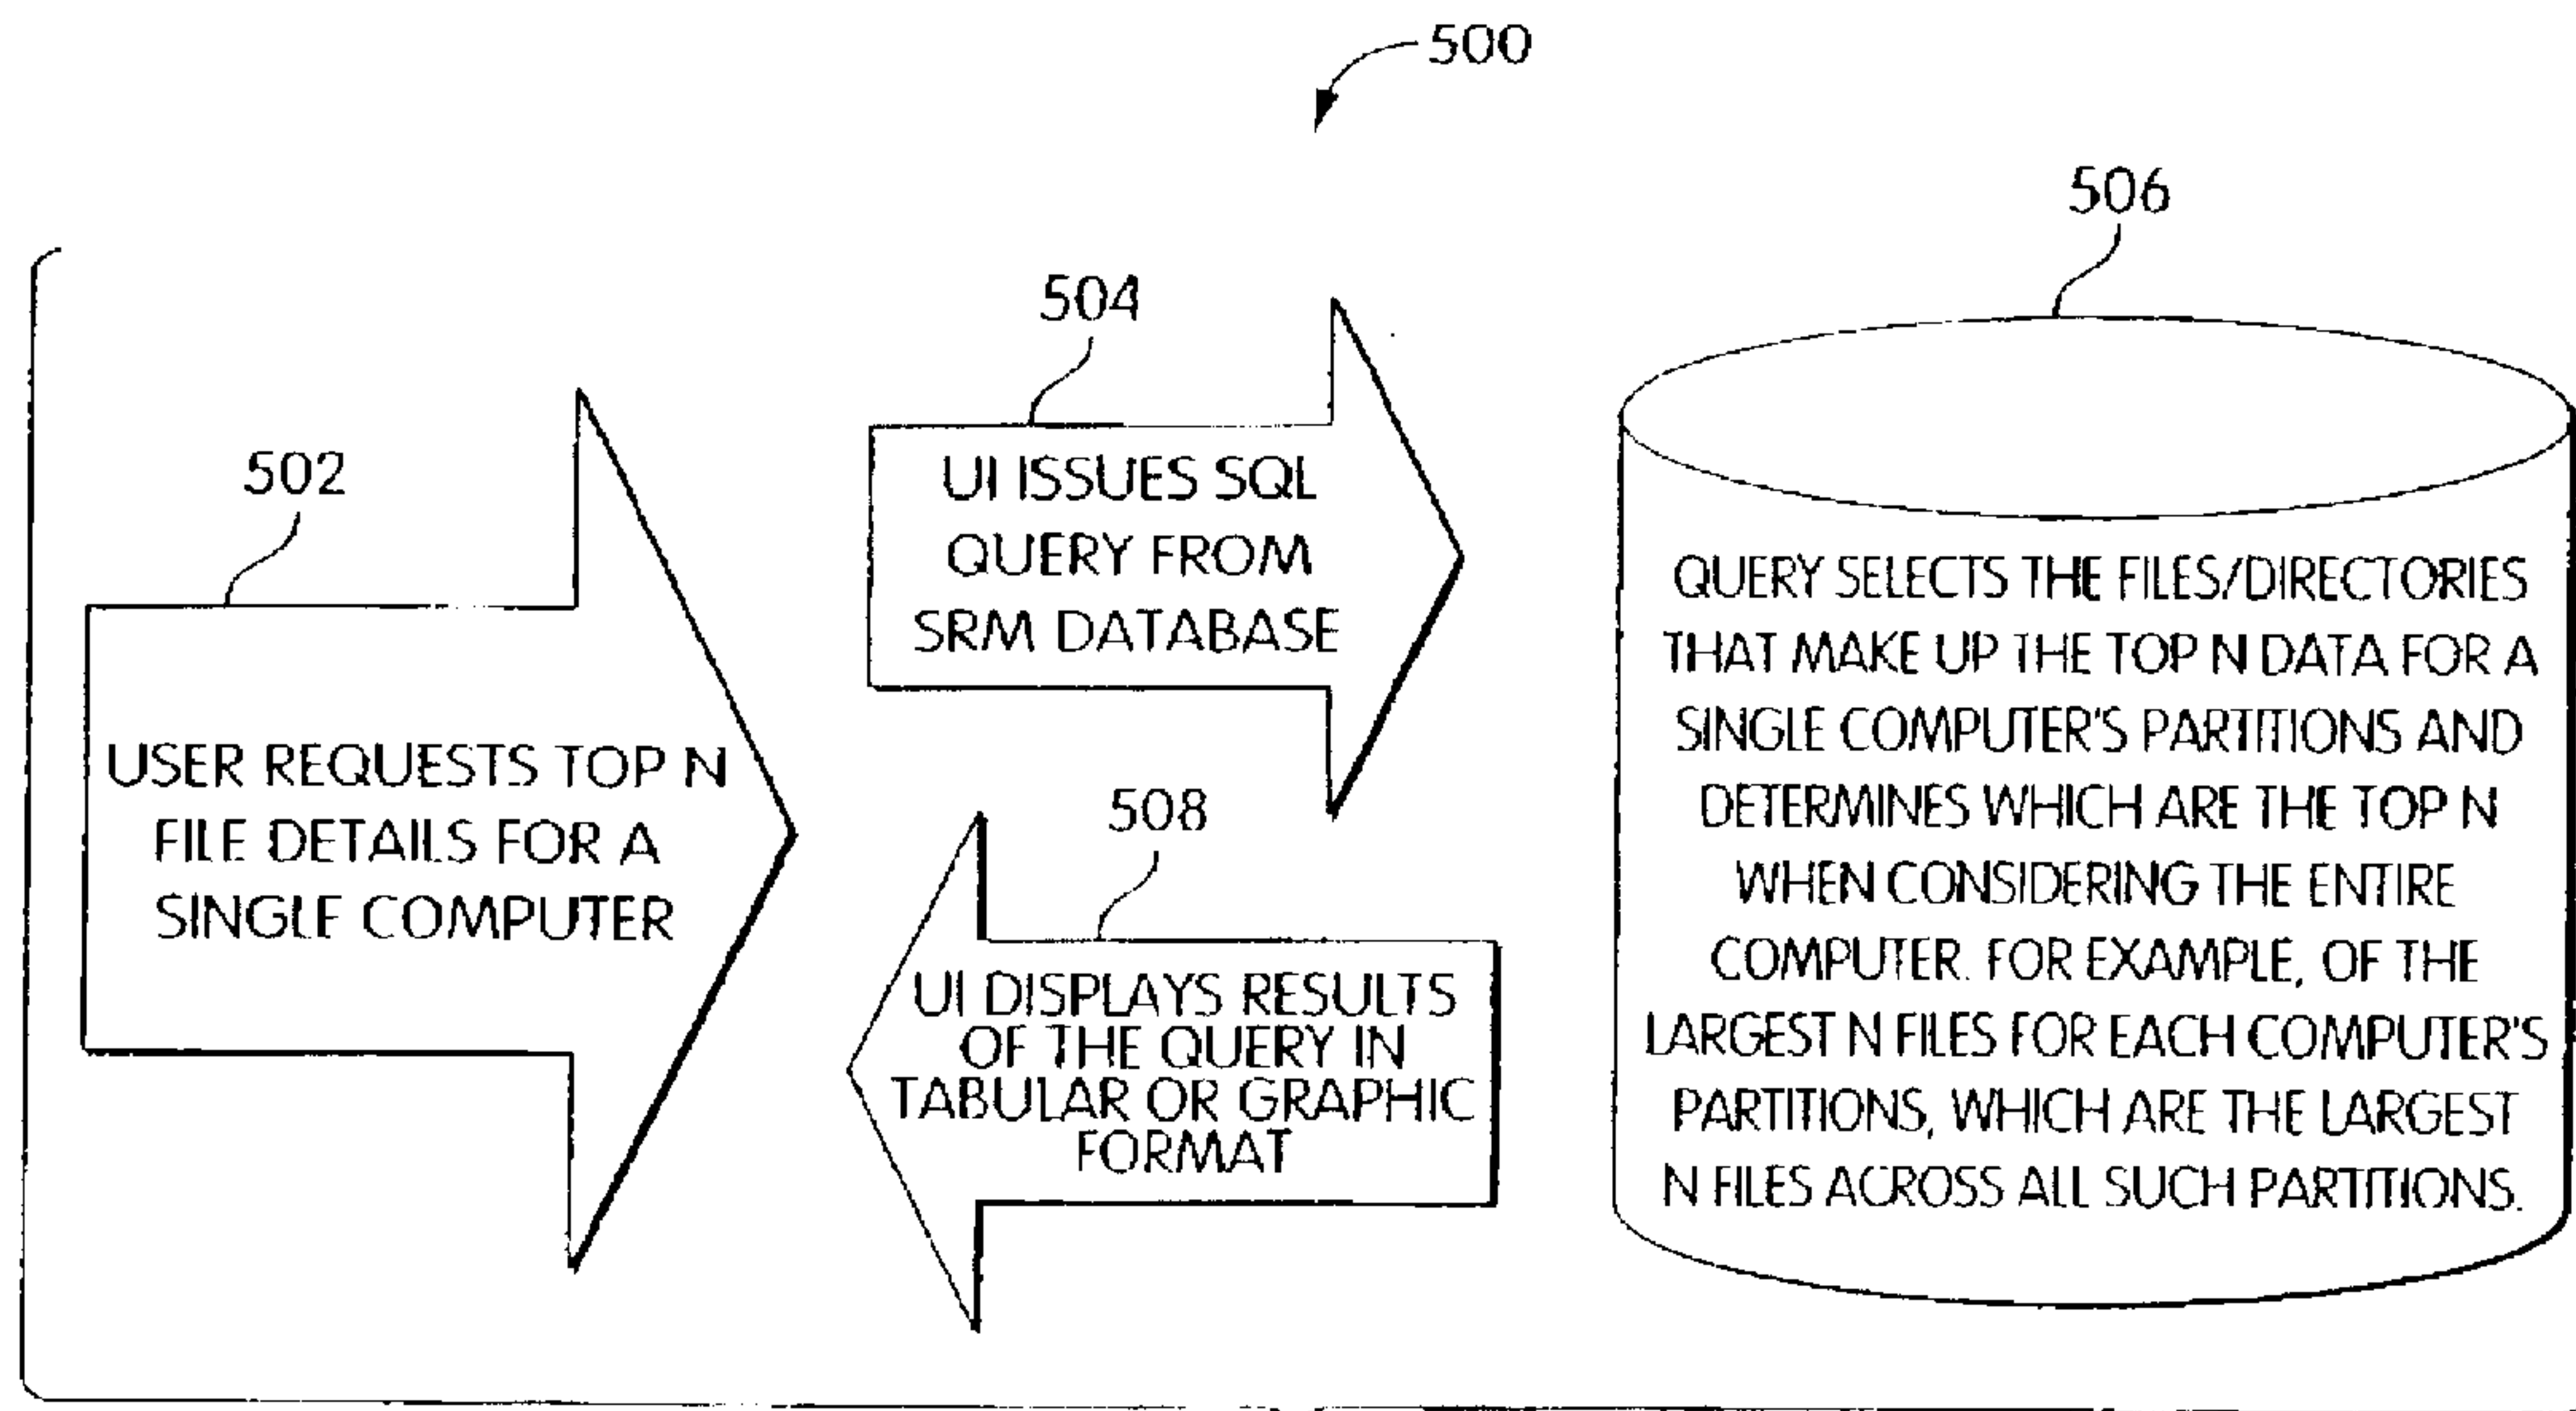 500
502
USER REQUESTS TOP N
FILE DETAILS FOR A
SINGLE COMPUTER
504
UI ISSUES SQL
QUERY FROM
SRM DATABASE
508
UI DISPLAYS RESULTS
OF THE QUERY IN
TABULAR OR GRAPHIC
FORMAT
506
QUERY SELECTS THE FILES/DIRECTORIES
THAT MAKE UP THE TOP N DATA FOR A
SINGLE COMPUTER'S PARTITIONS AND
DETERMINES WHICH ARE THE TOP N
WHEN CONSIDERING THE ENTIRE
COMPUTER. FOR EXAMPLE, OF THE
LARGEST N FILES FOR EACH COMPUTER'S
PARTITIONS, WHICH ARE THE LARGEST
N FILES ACROSS ALL SUCH PARTITIONS.